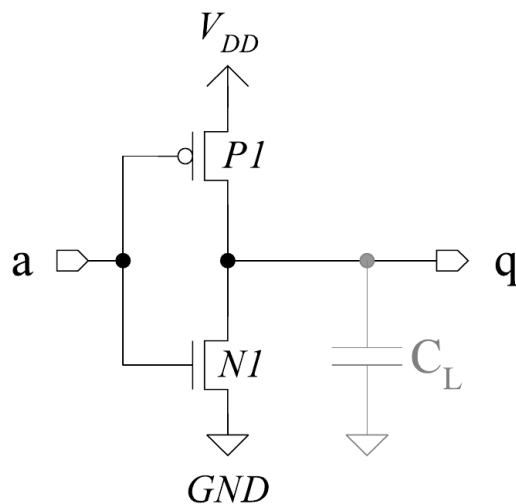 V_DD
P1
a q
N1 C_L
GND